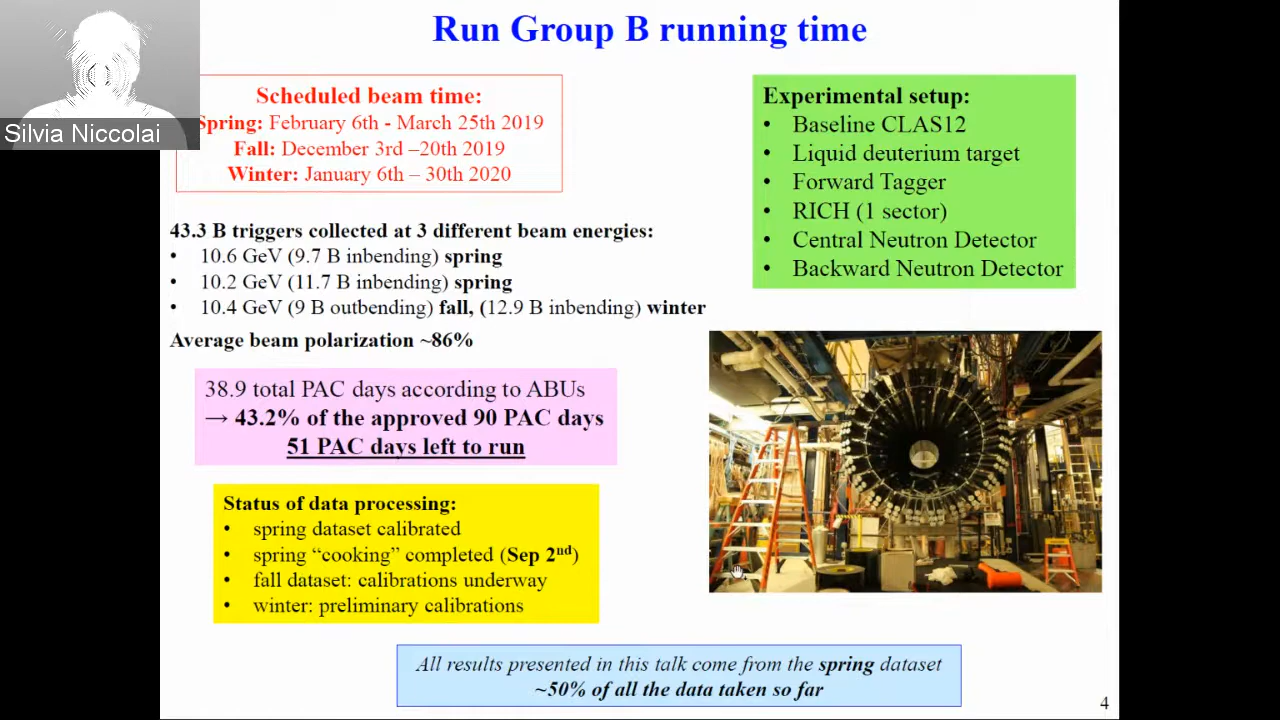 Run Group B running time
Silvia Niccolai
Scheduled beam time:
Spring: February 6th - March 25th 2019
Fall: December 3rd –20th 2019
Winter: January 6th – 30th 2020
Experimental setup:
• Baseline CLAS12
• Liquid deuterium target
• Forward Tagger
• RICH (1 sector)
• Central Neutron Detector
• Backward Neutron Detector
43.3 B triggers collected at 3 different beam energies:
• 10.6 GeV (9.7 B inbending) spring
• 10.2 GeV (11.7 B inbending) spring
• 10.4 GeV (9 B outbending) fall, (12.9 B inbending) winter
Average beam polarization ~86%
38.9 total PAC days according to ABUs
→ 43.2% of the approved 90 PAC days
51 PAC days left to run
Status of data processing:
• spring dataset calibrated
• spring “cooking” completed (Sep 2nd)
• fall dataset: calibrations underway
• winter: preliminary calibrations
All results presented in this talk come from the spring dataset
~50% of all the data taken so far
4